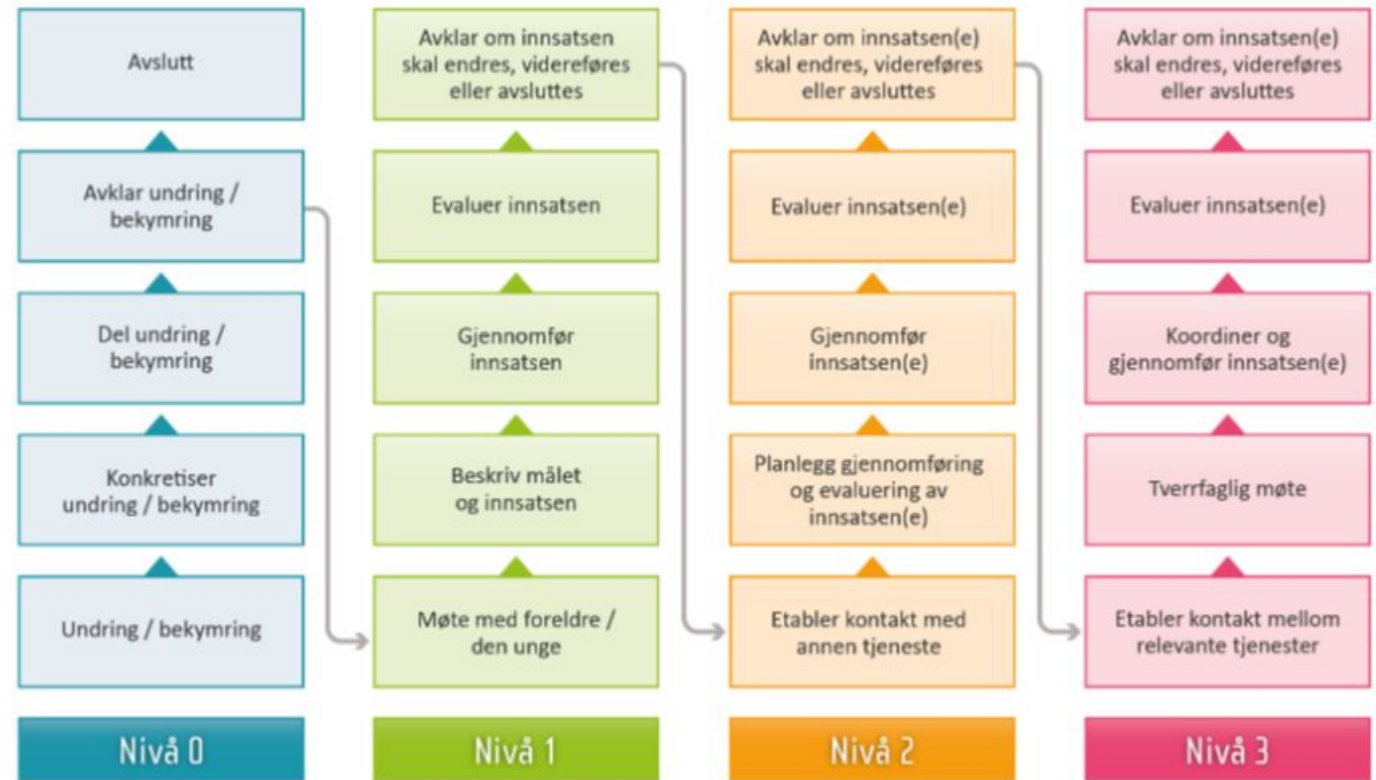 Avslutt
Avklar undring /
bekymring
Del undring /
bekymring
Konkretiser
undring / bekymring
Undring / bekymring
Nivå 0
Avklar om innsatsen
skal endres, videreføres
eller avsluttes
Evaluer innsatsen
Gjennomfør
innsatsen
Beskriv målet
og innsatsen
Møte med foreldre /
den unge
Nivå 1
Avklar om innsatsen(e)
skal endres, videreføres
eller avsluttes
Evaluer innsatsen(e)
Gjennomfør
innsatsen(e)
Planlegg gjennomføring
og evaluering av
innsatsen(e)
Etabler kontakt med
annen tjeneste
Nivå 2
Avklar om innsatsen(e)
skal endres, videreføres
eller avsluttes
Evaluer innsatsen(e)
Koordiner og
gjennomfør innsatsen(e)
Tverrfaglig møte
Etabler kontakt mellom
relevante tjenester
Nivå 3